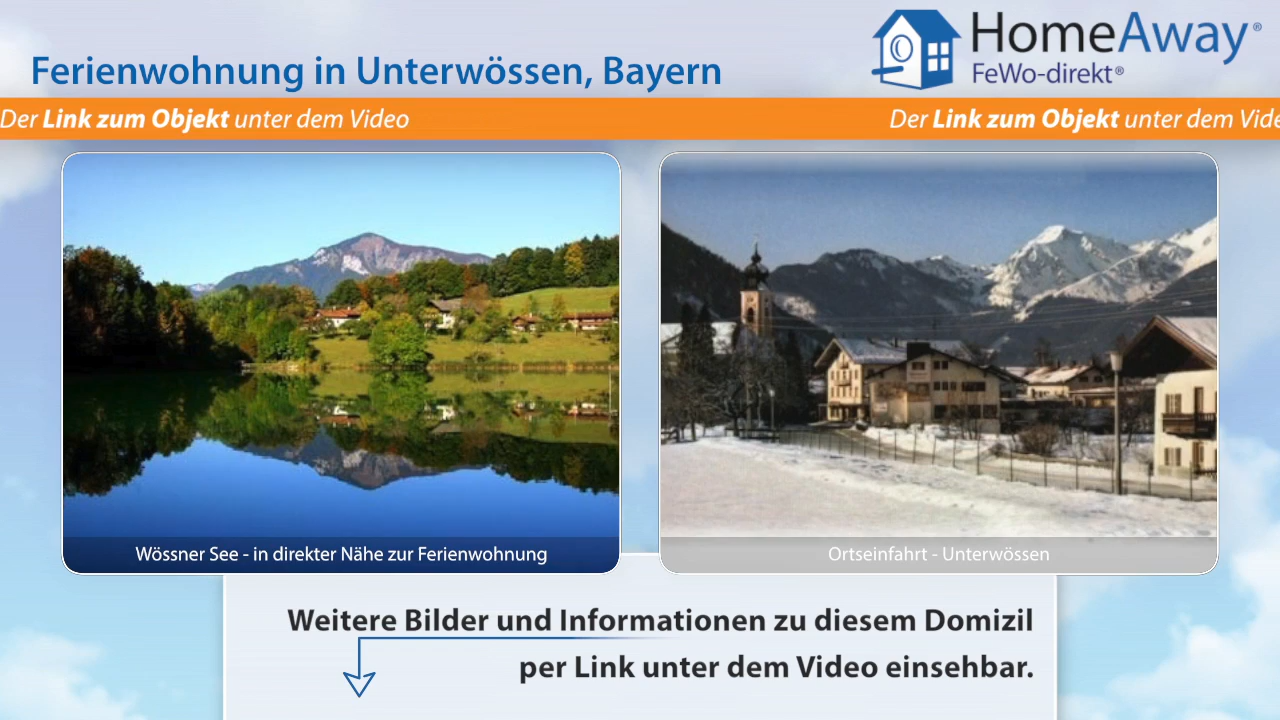 HomeAway®
FeWo-direkt®
Ferienwohnung in Unterwössen, Bayern
Der Link zum Objekt unter dem Video
Der Link zum Objekt unter dem Vide
Wössner See - in direkter Nähe zur Ferienwohnung
Ortseinfahrt - Unterwössen
Weitere Bilder und Informationen zu diesem Domizil
per Link unter dem Video einsehbar.